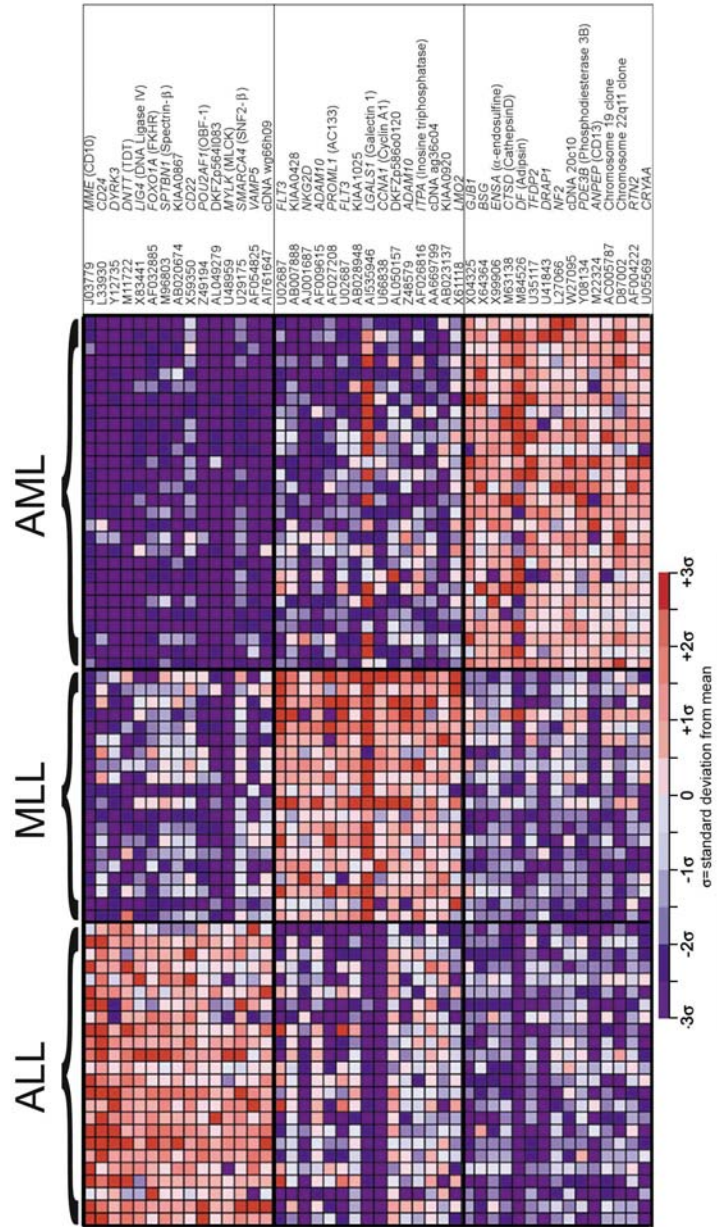 ALL MLL AML
J03779 MME (CD10)
L33930 CD24
Y12735 DYRK3
M11722 DNTT (TDT)
X83441 LIG4 (DNA Ligase IV)
AF032885 FOXO1A (FKHR)
M96803 SPTBN1 (Spectrin-β)
AB020674 KIAA0867
X59350 CD22
Z49194 POU2AF1(OBF-1)
AL049279 DKFZp564I083
U48959 MYLK (MLCK)
U29175 SMARCA4 (SNF2-β)
AF054825 VAMP5
AI761647 cDNA wg66h09
U02687 FLT3
AB007888 KIAA0428
AJ001687 NKG2D
AF009615 ADAM10
AF027208 PROML1 (AC133)
U02687 FLT3
AB028948 KIAA1025
AI535946 LGALS1 (Galectin 1)
U66838 CCNA1 (Cyclin A1)
AL050157 DKFZp586o0120
Z48579 ADAM10
AF026816 (ITPA (Inosine triphosphatase)
AA669799 cDNA ag36c04
AB023137 KIAA0920
X61118 LMO2
X04325 GJB1
X64364 BSG
X99906 ENSA (α-endosulfine)
M63138 CTSD (CathepsinD)
M84526 DF (Adipsin)
U35117 TFDP2
U41843 DRAP1
L27066 NF2
W27095 cDNA 20c10
Y08134 PDE3B (Phosphodiesterase 3B)
M22324 ANPEP (CD13)
AC005787 Chromosome 19 clone
D87002 Chromosome 22q11 clone
AF004222 RTN2
U05569 CRYAA
-3σ -2σ -1σ 0 +1σ +2σ +3σ
σ=standard deviation from mean